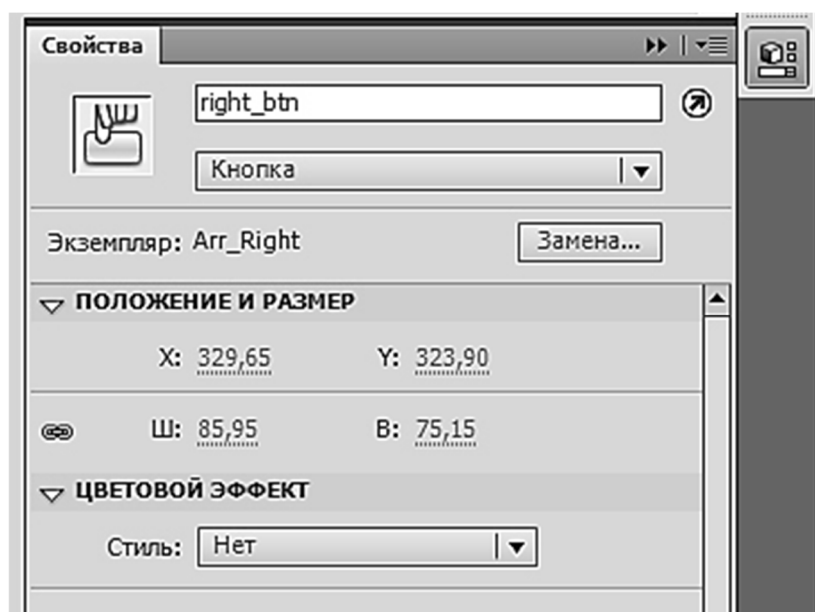 Свойства
right_btn
Кнопка
Экземпляр: Arr_Right Замена...
ПОЛОЖЕНИЕ И РАЗМЕР
X: 329,65 Y: 323,90
Ш: 85,95 В: 75,15
ЦВЕТОВОЙ ЭФФЕКТ
Стиль: Нет